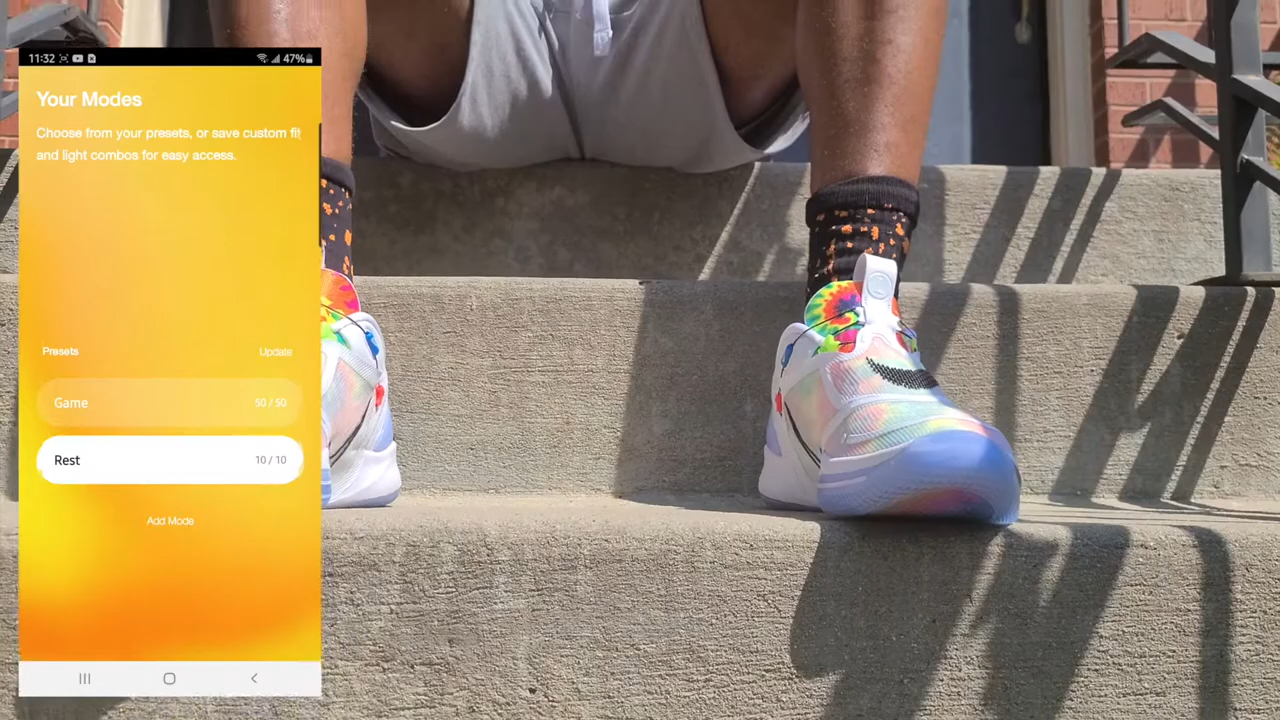 11:32 47%
Your Modes
Choose from your presets, or save custom fit
and light combos for easy access.
Presets Update
Game 50 / 50
Rest 10 / 10
Add Mode